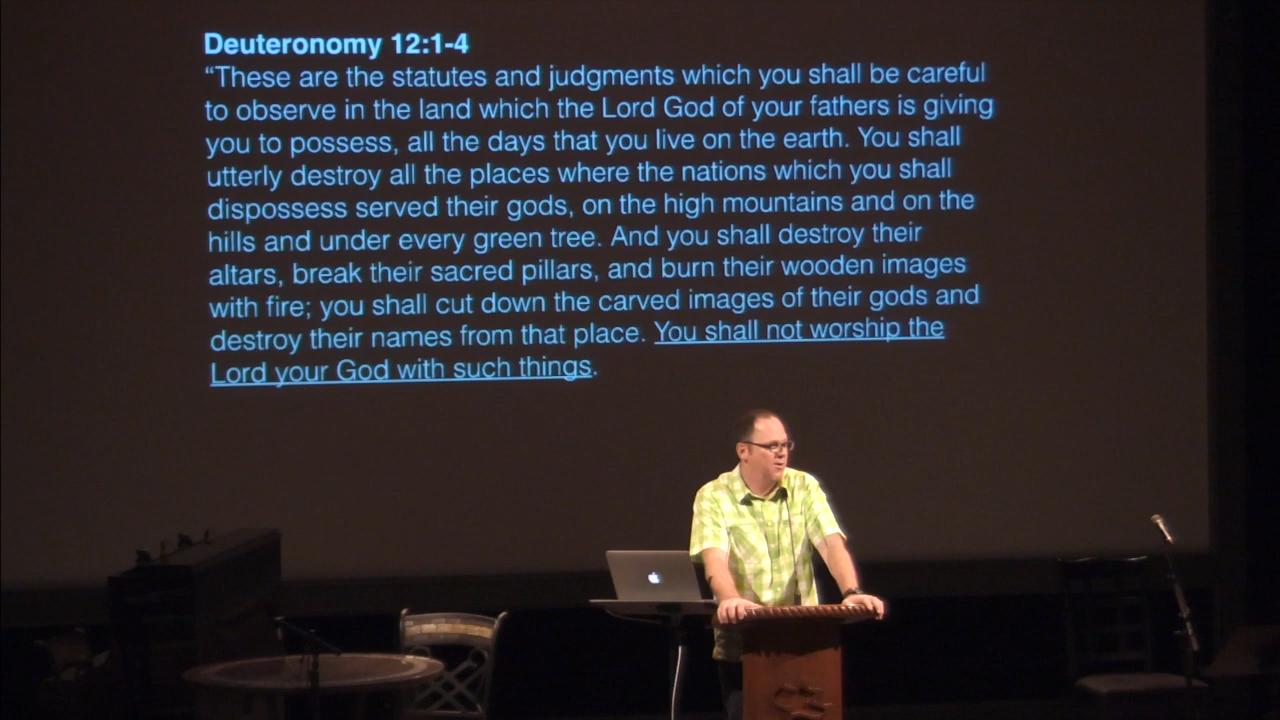 Deuteronomy 12:1-4
“These are the statutes and judgments which you shall be careful
to observe in the land which the Lord God of your fathers is giving
you to possess, all the days that you live on the earth. You shall
utterly destroy all the places where the nations which you shall
dispossess served their gods, on the high mountains and on the
hills and under every green tree. And you shall destroy their
altars, break their sacred pillars, and burn their wooden images
with fire; you shall cut down the carved images of their gods and
destroy their names from that place. You shall not worship the
Lord your God with such things.